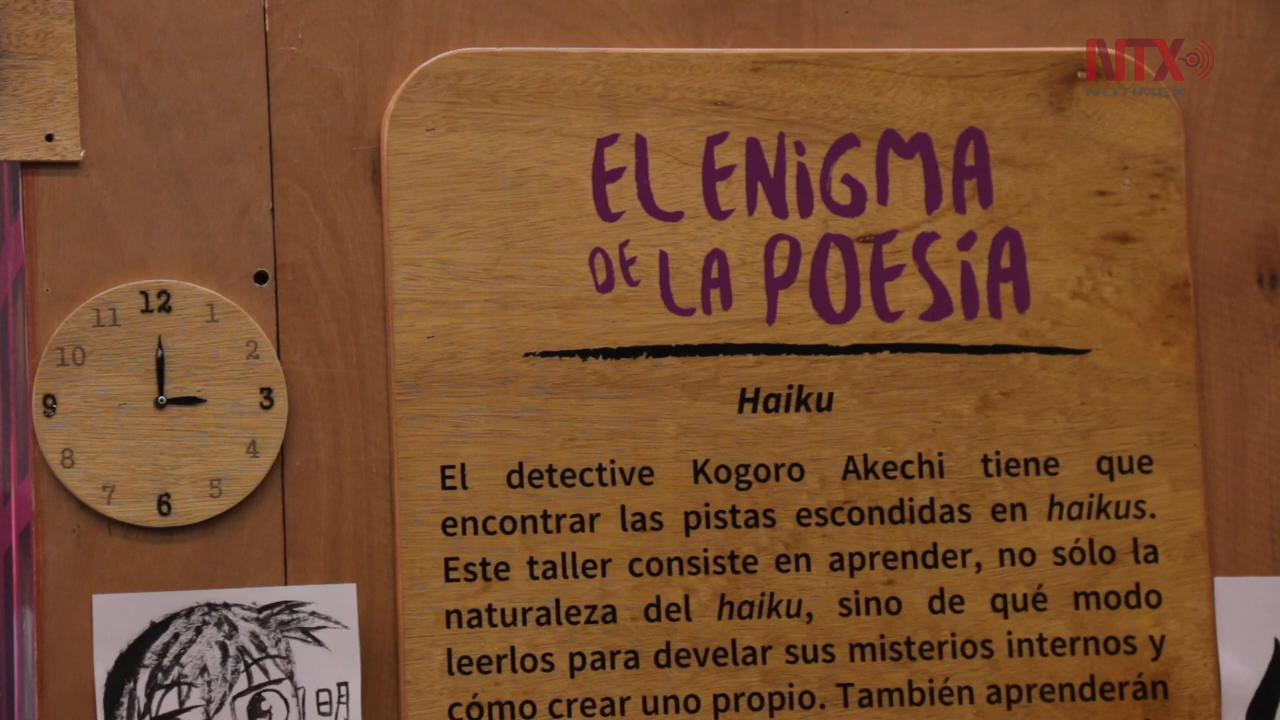 NTX
NOTIMEX
EL ENIGMA
DE LA POESÍA
Haiku
El detective Kogoro Akechi tiene que
encontrar las pistas escondidas en haikus.
Este taller consiste en aprender, no sólo la
naturaleza del haiku, sino de qué modo
leerlos para develar sus misterios internos y
cómo crear uno propio. También aprenderán
12
11 1
10 2
9 3
8 4
7 5
6
明